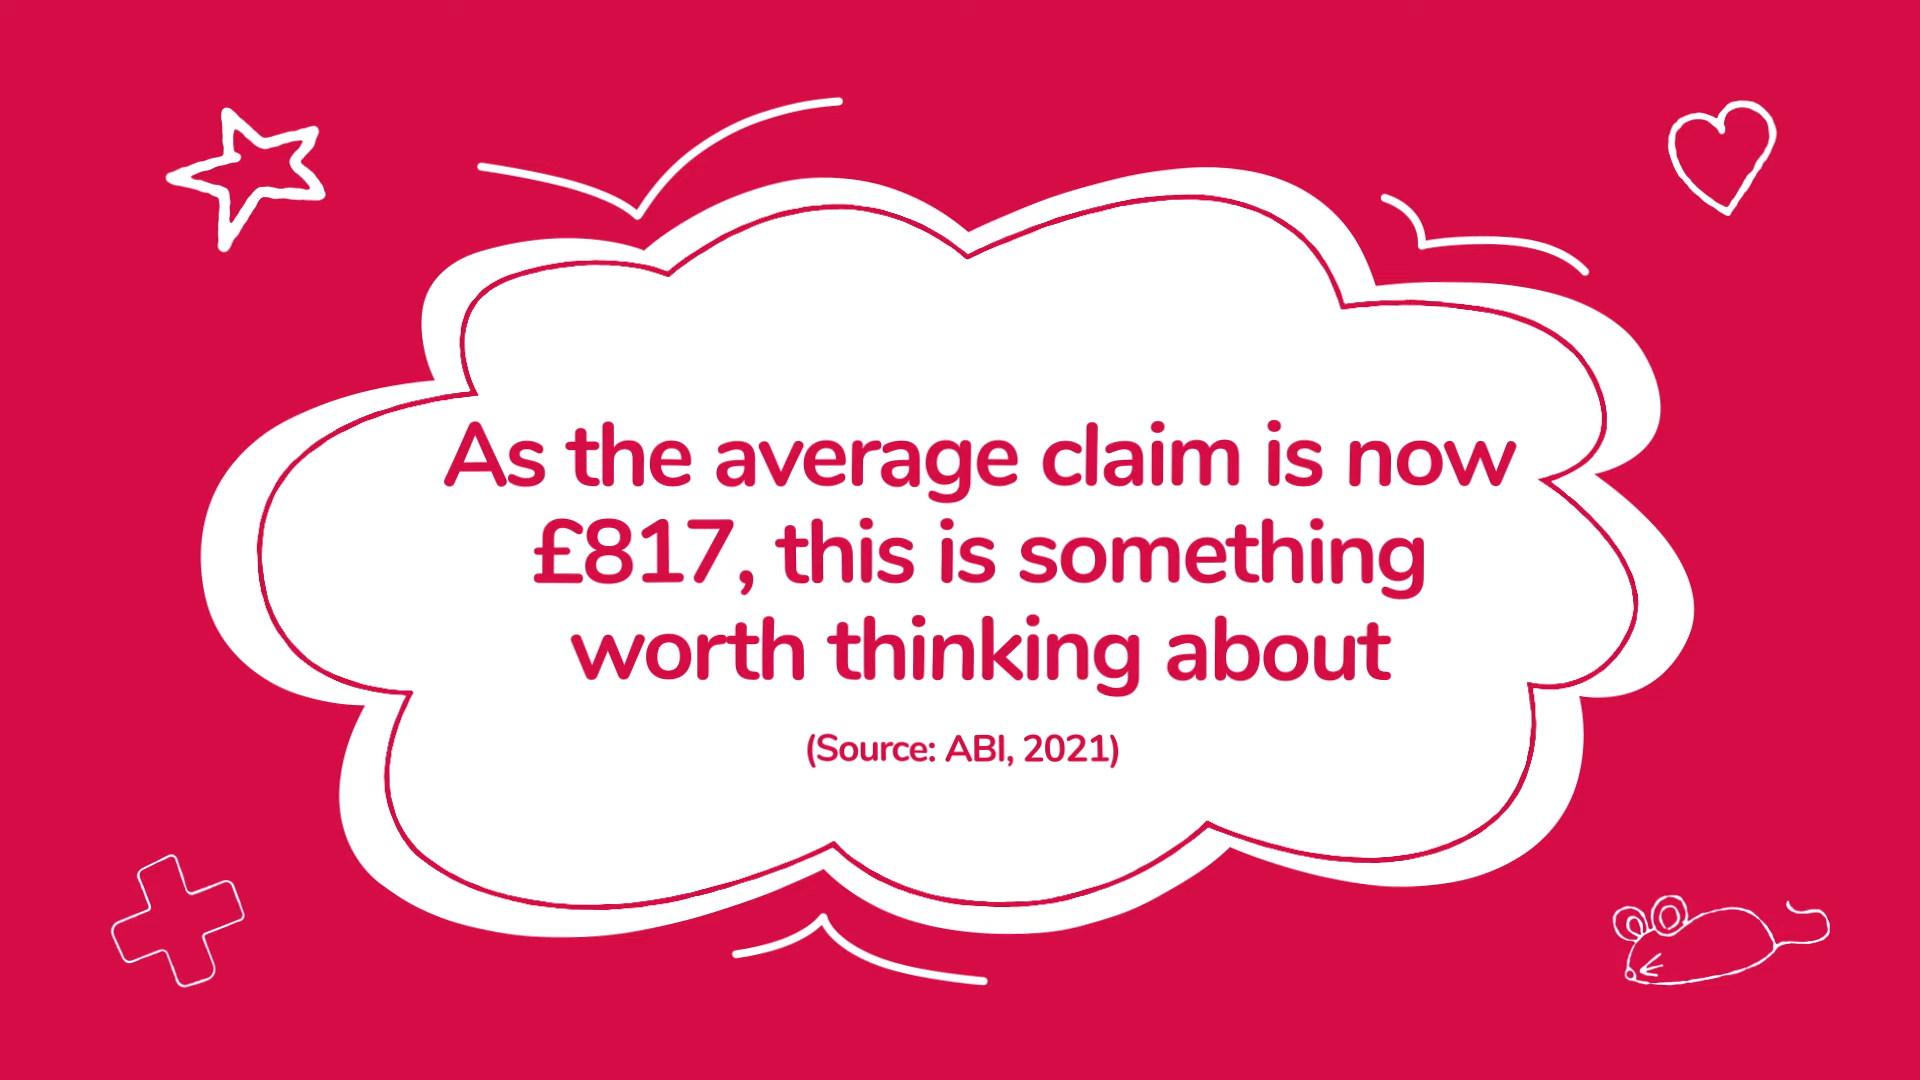 As the average claim is now
£817, this is something
worth thinking about
(Source: ABI, 2021)